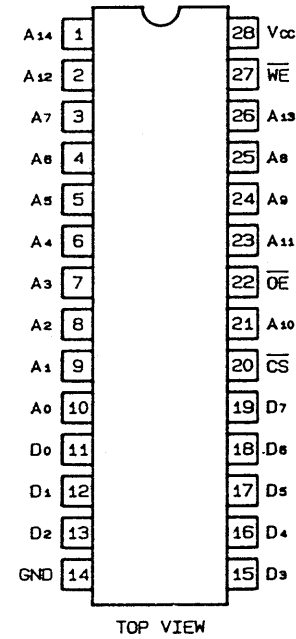 A14 1 28 Vcc
A12 2 27 WE
A7 3 26 A13
A6 4 25 A8
A5 5 24 A9
A4 6 23 A11
A3 7 22 OE
A2 8 21 A10
A1 9 20 CS
A0 10 19 D7
D0 11 18 D6
D1 12 17 D5
D2 13 16 D4
GND 14 15 D3
TOP VIEW